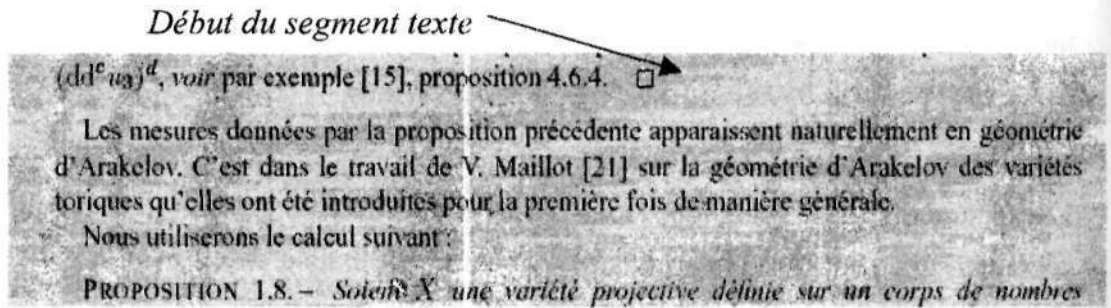 Début du segment texte
(dd^c u_3)^d, voir par exemple [15], proposition 4.6.4. □
Les mesures données par la proposition précédente apparaissent naturellement en géométrie
d'Arakelov. C'est dans le travail de V. Maillot [21] sur la géométrie d'Arakelov des variétés
toriques qu'elles ont été introduites pour la première fois de manière générale.
Nous utiliserons le calcul suivant :
PROPOSITION 1.8. – Soient X une variété projective définie sur un corps de nombres